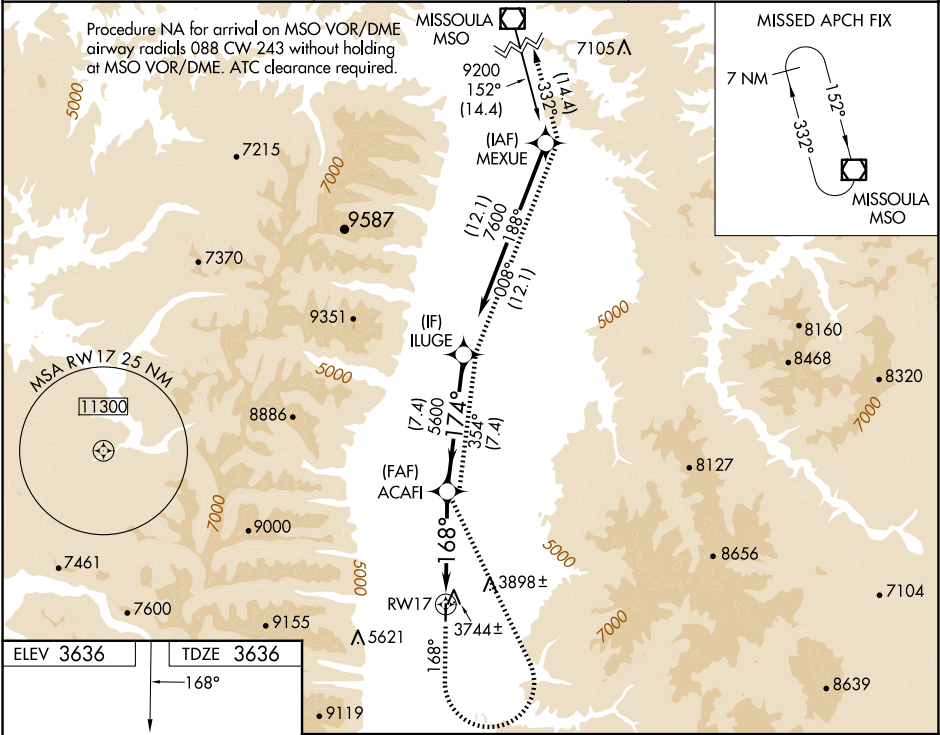 Procedure NA for arrival on MSO VOR/DME
airway radials 088 CW 243 without holding
at MSO VOR/DME. ATC clearance required.
MISSOULA
MSO
7105
9200
152°
(14.4)
332°
(14.4)
(IAF)
MEXUE
MISSED APCH FIX
7 NM
152°
332°
MISSOULA
MSO
5000
7215
7000
9587
7370
(12.1)
7600
188°
008°
(12.1)
9351
(IF)
ILUGE
5000
5000
8160
8468
8320
7000
MSA RW17 25 NM
11300
8886
(7.4)
5600
174°
354°
(7.4)
8127
(FAF)
ACAFI
7000
9000
168°
5000
5000
8656
7461
3898±
7104
7600
RW17
3744±
9155
5621
7000
168°
ELEV 3636
TDZE 3636
168°
9119
8639